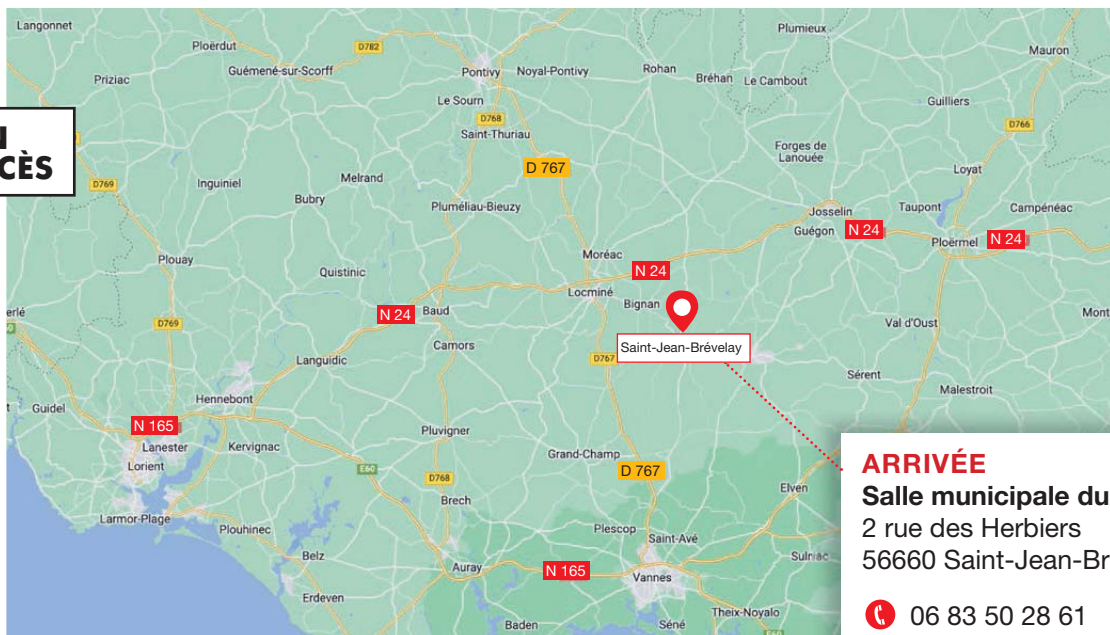 Langonnet
Ploërdut
D782
Plumieux
Mauron
Priziac
Guémené-sur-Scorff
Pontivy
Noyal-Pontivy
Rohan
Bréhan
Le Cambout
Le Sourn
Guilliers
D768
Saint-Thuriau
D766
CÈS
D 767
Forges de
Lanouée
Loyat
D769
Inguiniel
Melrand
Bubry
Pluméliau-Bieuzy
Josselin
Taupont
Campénéac
Guégon
N 24
Ploërmel
N 24
Plouay
Moréac
Quistinic
N 24
Locminé
Bignan
N 24
Baud
D769
Val d'Oust
Camors
Saint-Jean-Brévelay
D767
Languidic
Sérent
Malestroit
Guidel
Hennebont
N 165
Pluvigner
Lanester
Kervignac
Lorient
Grand-Champ
E60
D768
D 767
Elven
Larmor-Plage
Plouhinec
Brech
Plescop
Saint-Avé
Belz
Auray
N 165
Vannes
Erdeven
Theix-Noyalo
Baden
Séné
ARRIVÉE
Salle municipale du
2 rue des Herbiers
56660 Saint-Jean-Br
06 83 50 28 61